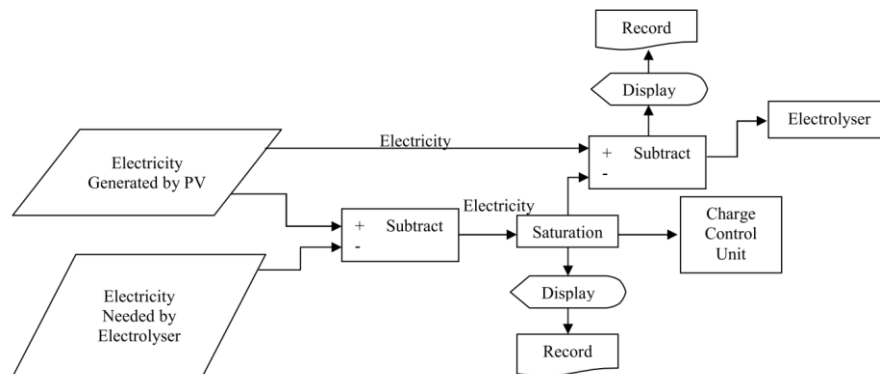 Record
Display
Electrolyser
Electricity
+ Subtract
-
Electricity
Generated by PV
Electricity
+ Subtract
-
Saturation
Charge
Control
Unit
Display
Electricity
Needed by
Electrolyser
Record